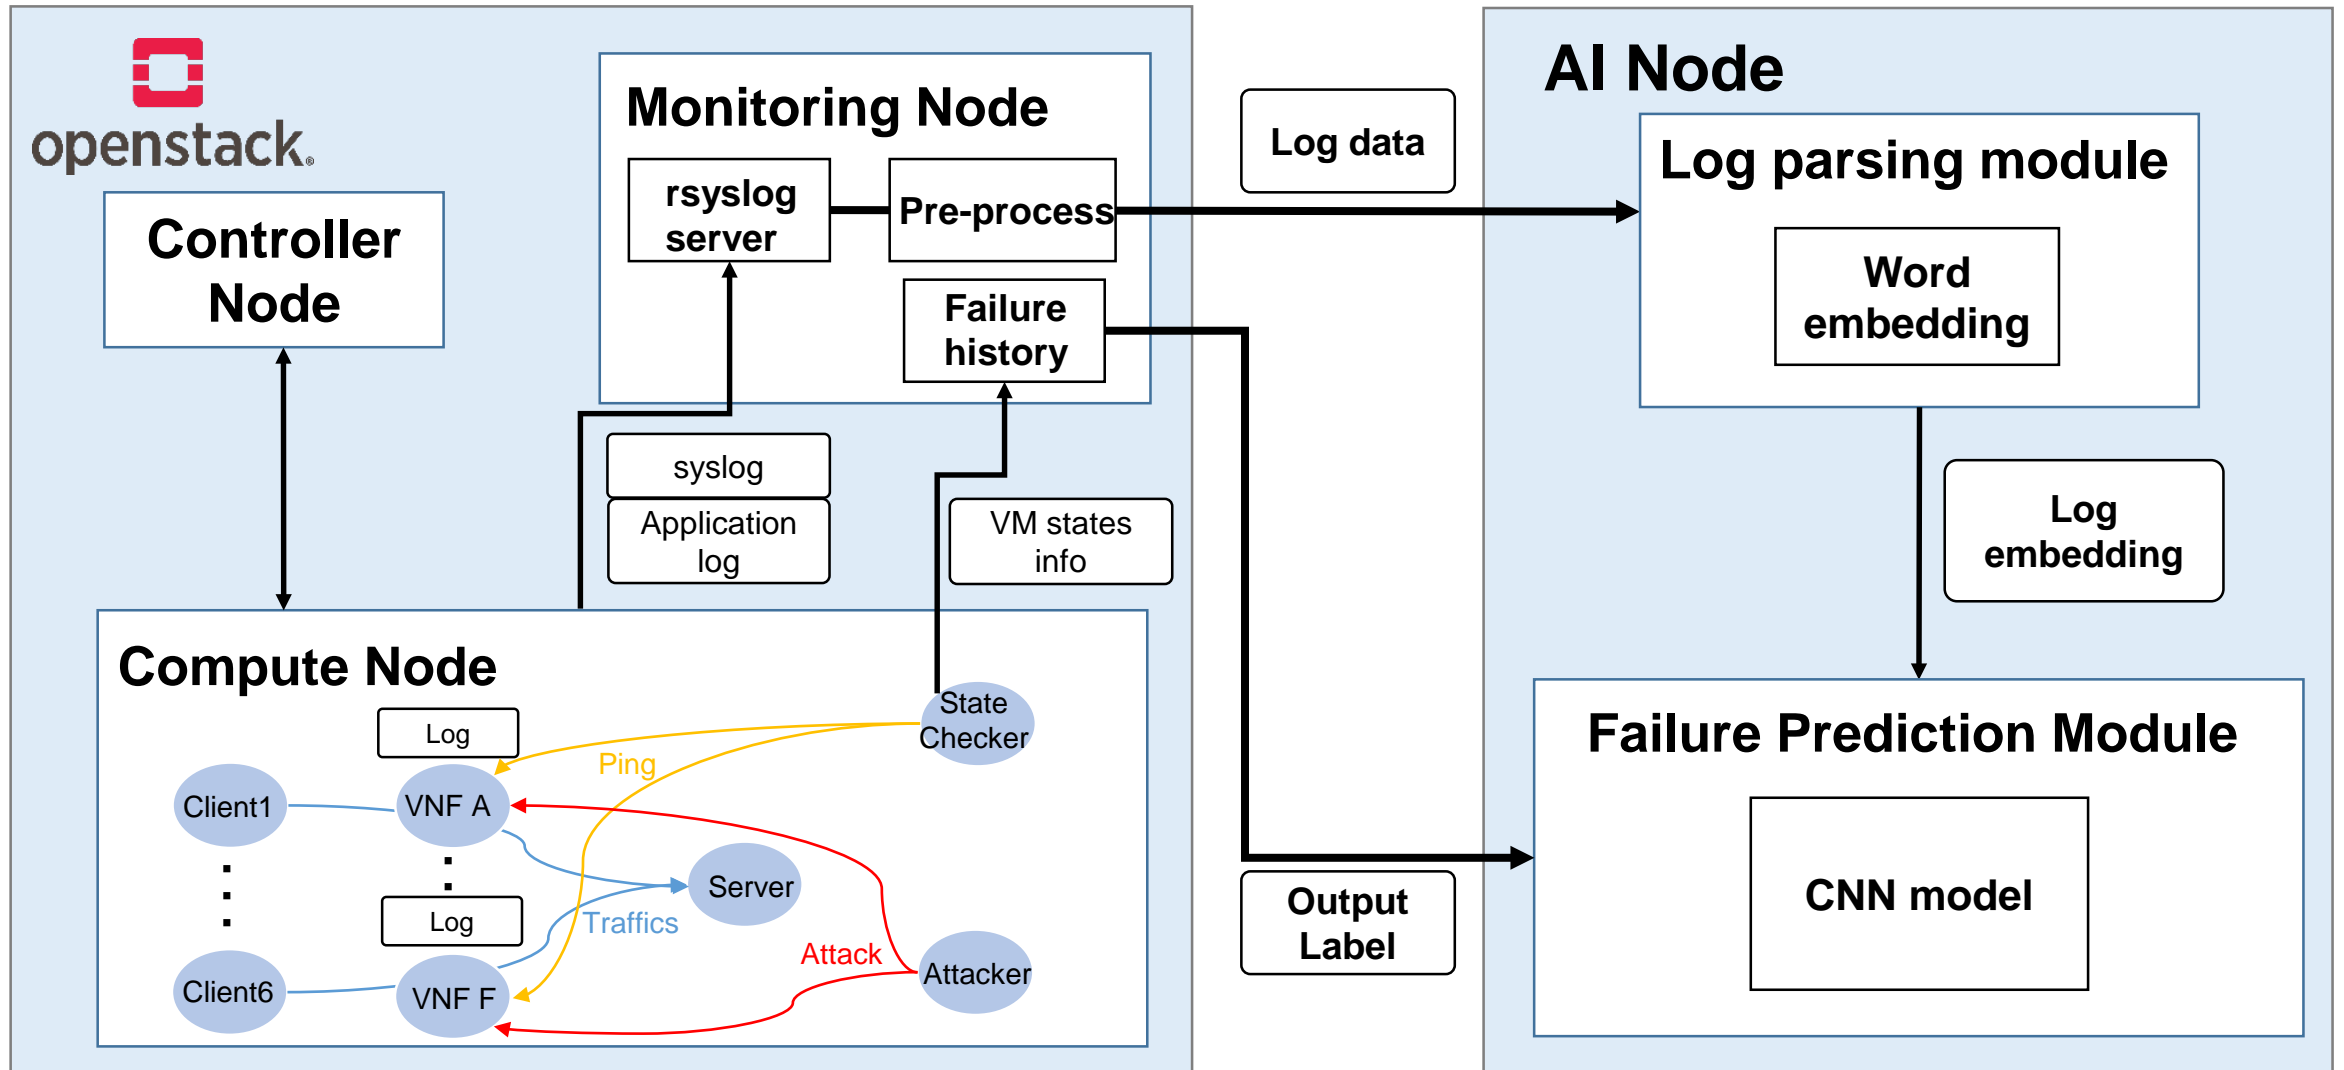 openstack.
Controller
Node
Monitoring Node
rsyslog
server
Pre-process
Failure
history
Log data
AI Node
Log parsing module
Word
embedding
syslog
Application
log
VM states
info
Log
embedding
Compute Node
Log
State
Checker
Ping
Client1
VNF A
Server
Log
Traffics
Attack
Client6
VNF F
Attacker
Output
Label
Failure Prediction Module
CNN model